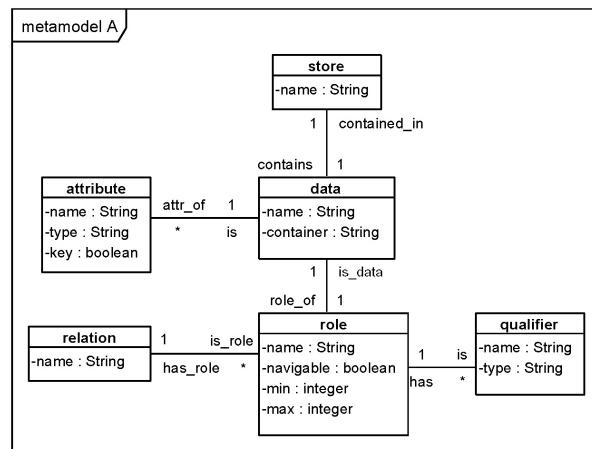 metamodel A
store
-name : String
1 contained_in
contains 1
attribute
-name : String
-type : String
-key : boolean
attr_of 1
* is
data
-name : String
-container : String
1 is_data
role_of 1
relation
-name : String
1 is_role
has_role *
role
-name : String
-navigable : boolean
-min : integer
-max : integer
1 is
has *
qualifier
-name : String
-type : String